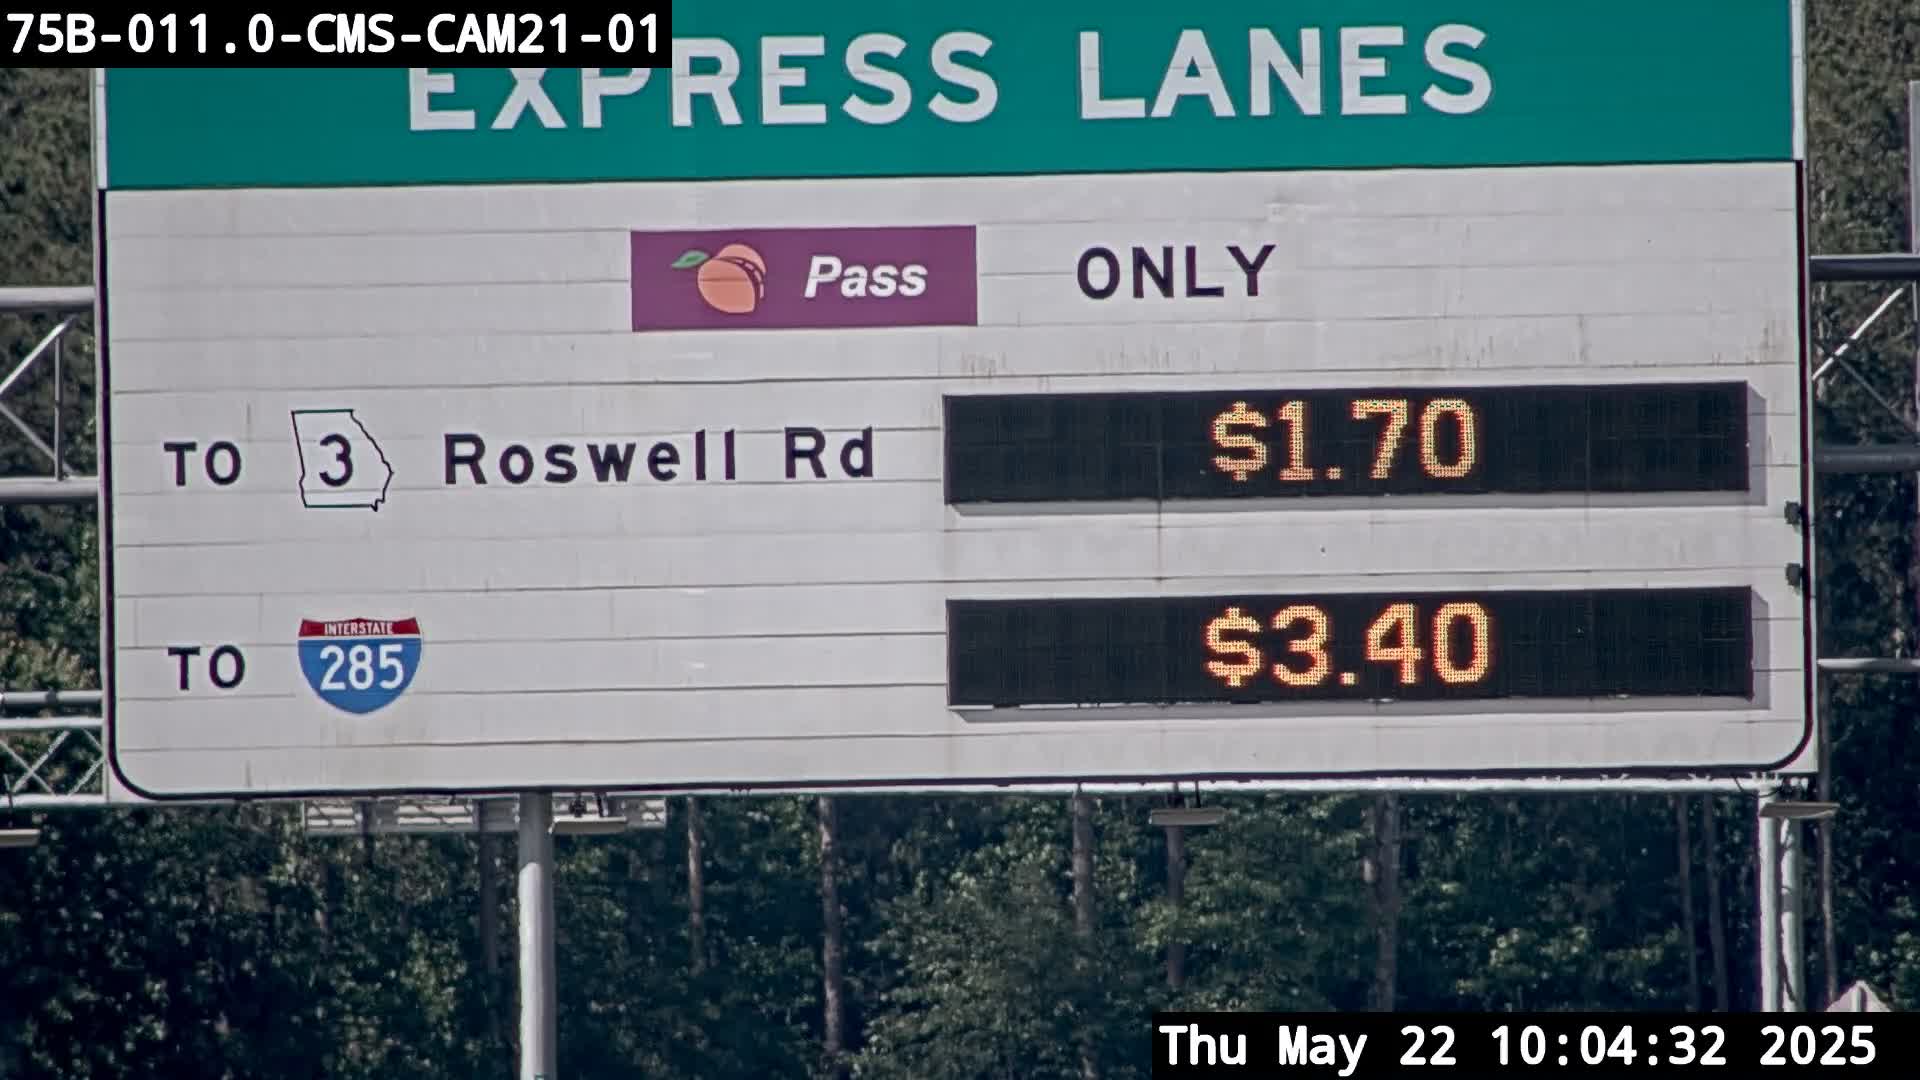 75B-011.0-CMS-CAM21-01
EXPRESS LANES
Pass ONLY
TO 3 Roswell Rd $1.70
INTERSTATE
TO 285 $3.40
Thu May 22 10:04:32 2025